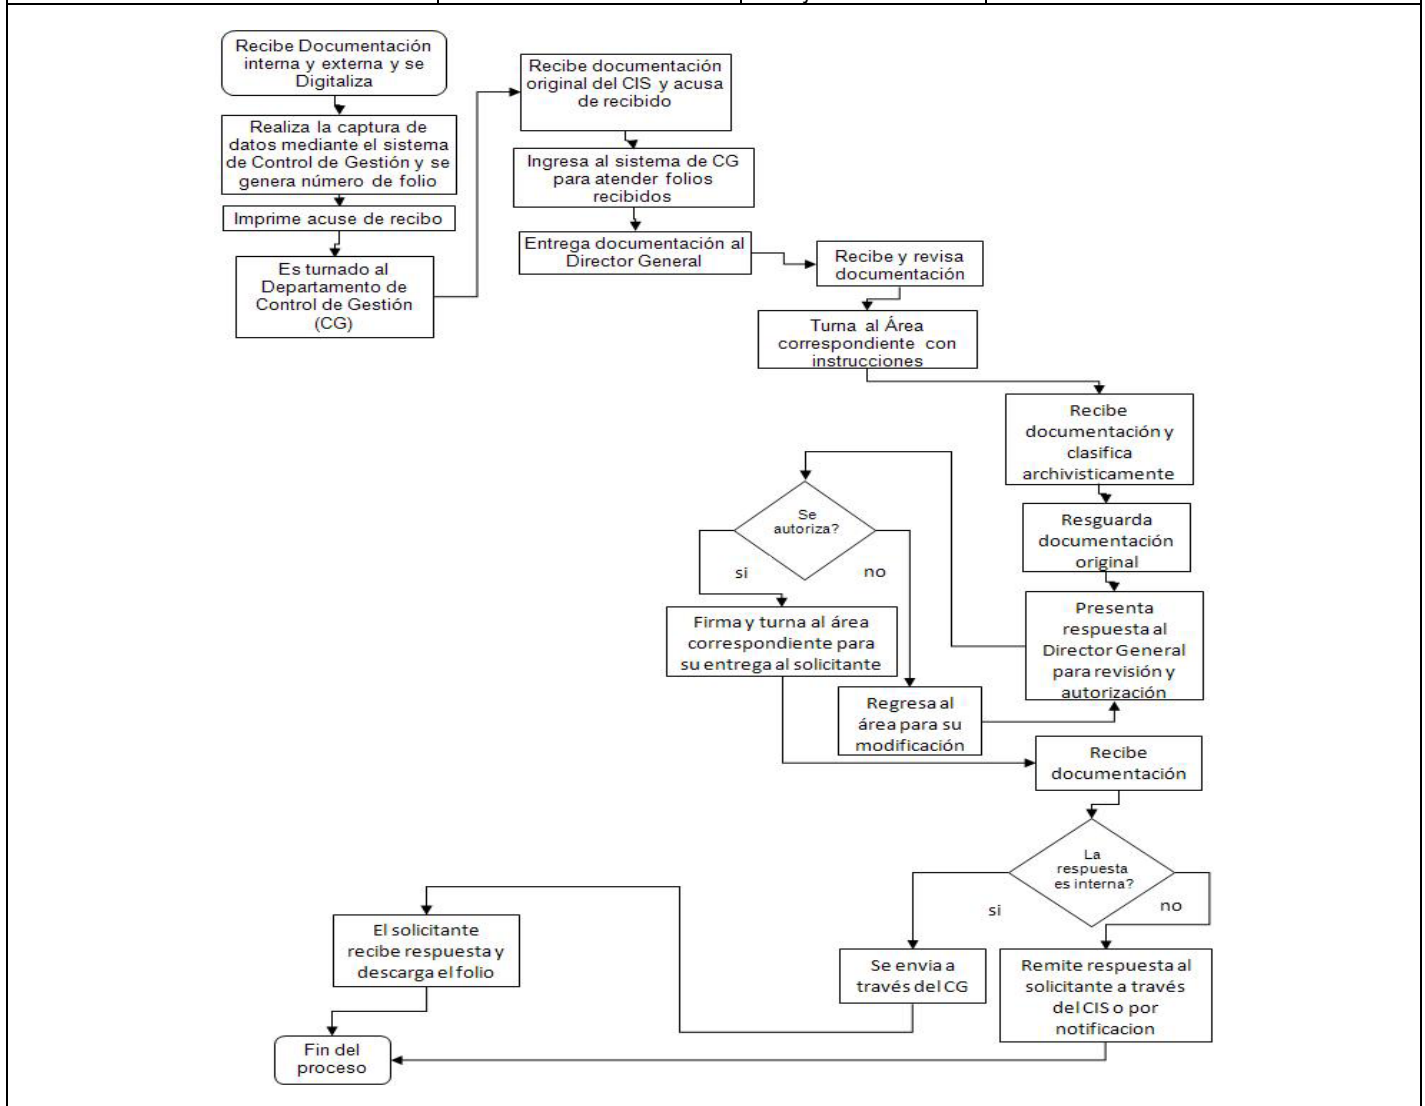 Recibe Documentación
interna y externa y se
Digitaliza
Realiza la captura de
datos mediante el sistema
de Control de Gestión y se
genera número de folio
Imprime acuse de recibo
Es turnado al
Departamento de
Control de Gestión
(CG)
Recibe documentación
original del CIS y acusa
de recibido
Ingresa al sistema de CG
para atender folios
recibidos
Entrega documentación al
Director General
Recibe y revisa
documentación
Turna al Área
correspondiente con
instrucciones
Recibe
documentación y
clasifica
archivisticamente
Resguarda
documentación
original
Presenta
respuesta al
Director General
para revisión y
autorización
Se
autoriza?
si
no
Firma y turna al área
correspondiente para
su entrega al solicitante
Regresa al
área para su
modificación
Recibe
documentación
La
respuesta
es interna?
si
no
Se envia a
través del CG
Remite respuesta al
solicitante a través
del CIS o por
notificacion
El solicitante
recibe respuesta y
descarga el folio
Fin del
proceso